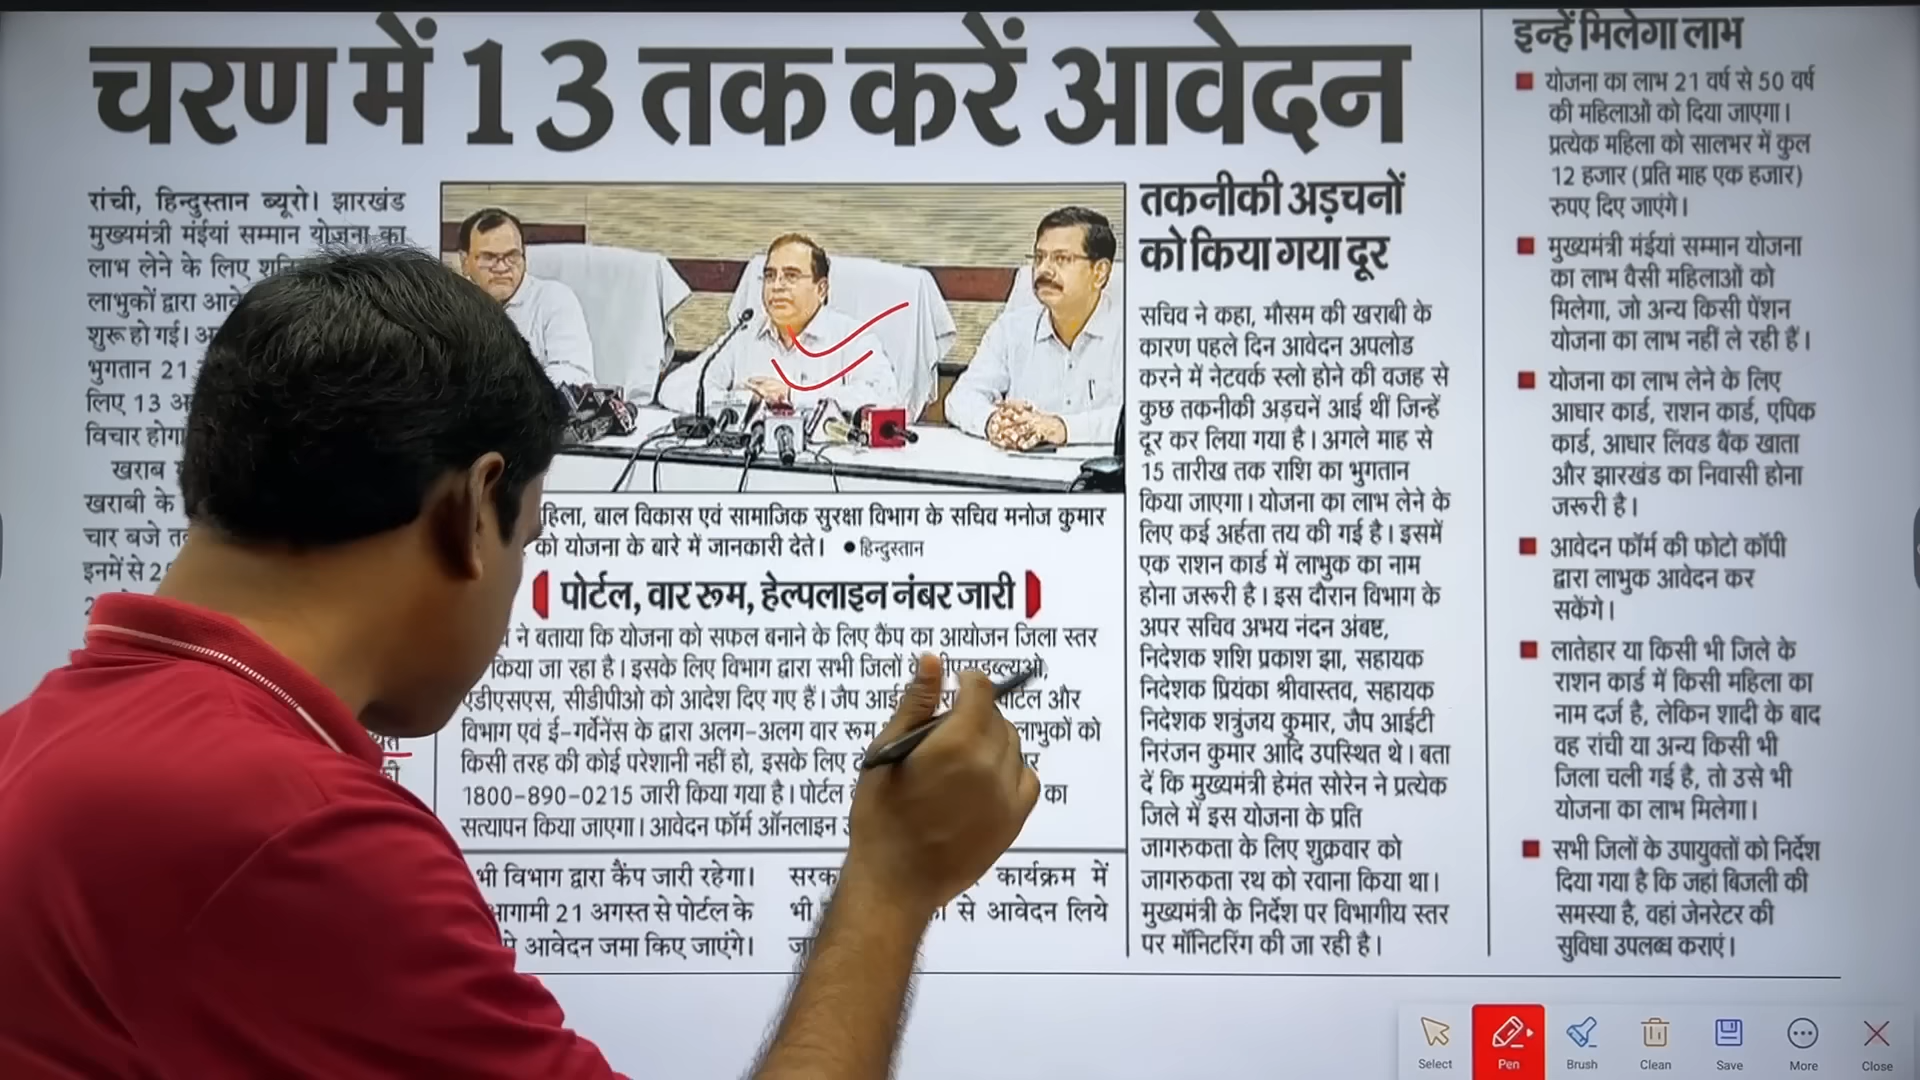 चरण में 13 तक करें आवेदन
रांची, हिन्दुस्तान ब्यूरो। झारखंड
मुख्यमंत्री मंईयां सम्मान योजना का
लाभ लेने के लिए
लाभुकों द्वारा
शुरू हो गई।
भुगतान 21
लिए 13
विचार होगा
खराब
खराबी के
चार बजे
इनमें से
हिला, बाल विकास एवं सामाजिक सुरक्षा विभाग के सचिव मनोज कुमार
को योजना के बारे में जानकारी देते। ●हिन्दुस्तान
पोर्टल, वार रूम, हेल्पलाइन नंबर जारी
ने बताया कि योजना को सफल बनाने के लिए कैंप का आयोजन जिला स्तर
किया जा रहा है। इसके लिए विभाग द्वारा सभी जिलों
एडीएसएस, सीडीपीओ को आदेश दिए गए हैं। जैप और
विभाग एवं ई-गर्वेनेंस के द्वारा अलग-अलग वार रूम लाभुकों को
किसी तरह की कोई परेशानी नहीं हो, इसके लिए
1800-890-0215 जारी किया गया है। पोर्टल का
सत्यापन किया जाएगा। आवेदन फॉर्म ऑनलाइन
भी विभाग द्वारा कैंप जारी रहेगा।
आगामी 21 अगस्त से पोर्टल के
आवेदन जमा किए जाएंगे।
कार्यक्रम में
भी से आवेदन लिये
तकनीकी अड़चनों
को किया गया दूर
सचिव ने कहा, मौसम की खराबी के
कारण पहले दिन आवेदन अपलोड
करने में नेटवर्क स्लो होने की वजह से
कुछ तकनीकी अड़चनें आई थीं जिन्हें
दूर कर लिया गया है। अगले माह से
15 तारीख तक राशि का भुगतान
किया जाएगा। योजना का लाभ लेने के
लिए कई अर्हता तय की गई है। इसमें
एक राशन कार्ड में लाभुक का नाम
होना जरूरी है। इस दौरान विभाग के
अपर सचिव अभय नंदन अंबष्ट,
निदेशक शशि प्रकाश झा, सहायक
निदेशक प्रियंका श्रीवास्तव, सहायक
निदेशक शत्रुंजय कुमार, जैप आईटी
निरंजन कुमार आदि उपस्थित थे। बता
दें कि मुख्यमंत्री हेमंत सोरेन ने प्रत्येक
जिले में इस योजना के प्रति
जागरुकता के लिए शुक्रवार को
जागरुकता रथ को रवाना किया था।
मुख्यमंत्री के निर्देश पर विभागीय स्तर
पर मॉनिटरिंग की जा रही है।
इन्हें मिलेगा लाभ
योजना का लाभ 21 वर्ष से 50 वर्ष
की महिलाओं को दिया जाएगा।
प्रत्येक महिला को सालभर में कुल
12 हजार (प्रति माह एक हजार)
रुपए दिए जाएंगे।
मुख्यमंत्री मंईयां सम्मान योजना
का लाभ वैसी महिलाओं को
मिलेगा, जो अन्य किसी पेंशन
योजना का लाभ नहीं ले रही हैं।
योजना का लाभ लेने के लिए
आधार कार्ड, राशन कार्ड, एपिक
कार्ड, आधार लिंक्ड बैंक खाता
और झारखंड का निवासी होना
जरूरी है।
आवेदन फॉर्म की फोटो कॉपी
द्वारा लाभुक आवेदन कर
सकेंगे।
लातेहार या किसी भी जिले के
राशन कार्ड में किसी महिला का
नाम दर्ज है, लेकिन शादी के बाद
वह रांची या अन्य किसी भी
जिला चली गई है, तो उसे भी
योजना का लाभ मिलेगा।
सभी जिलों के उपायुक्तों को निर्देश
दिया गया है कि जहां बिजली की
समस्या है, वहां जेनरेटर की
सुविधा उपलब्ध कराएं।
Select
Pen
Brush
Clean
Save
More
Close